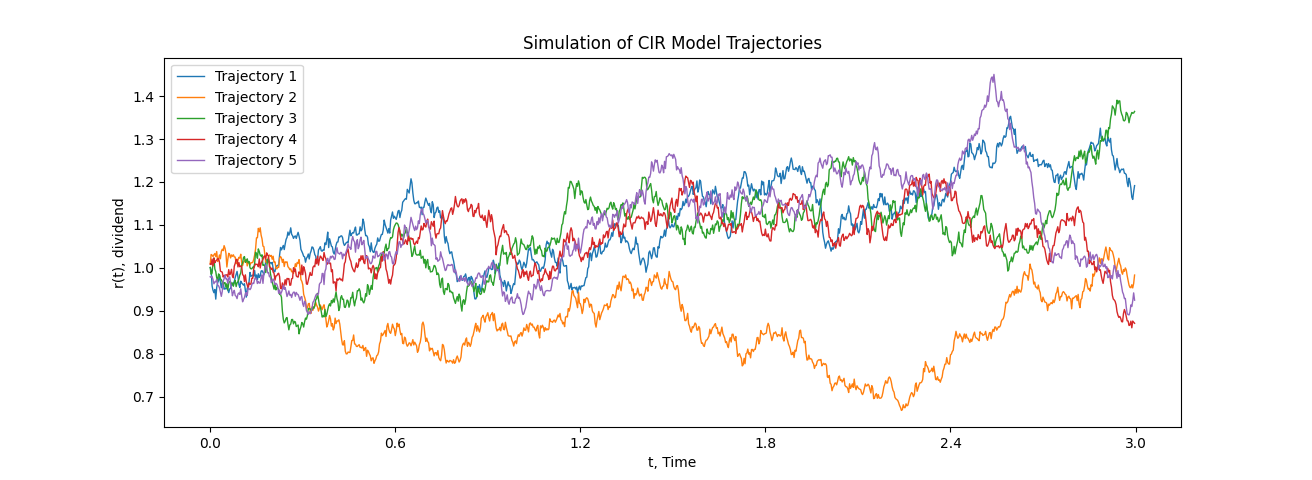 Simulation of CIR Model Trajectories
Trajectory 1
Trajectory 2
Trajectory 3
Trajectory 4
Trajectory 5
r(t), dividend
1.4
1.3
1.2
1.1
1.0
0.9
0.8
0.7
0.0 0.6 1.2 1.8 2.4 3.0
t, Time